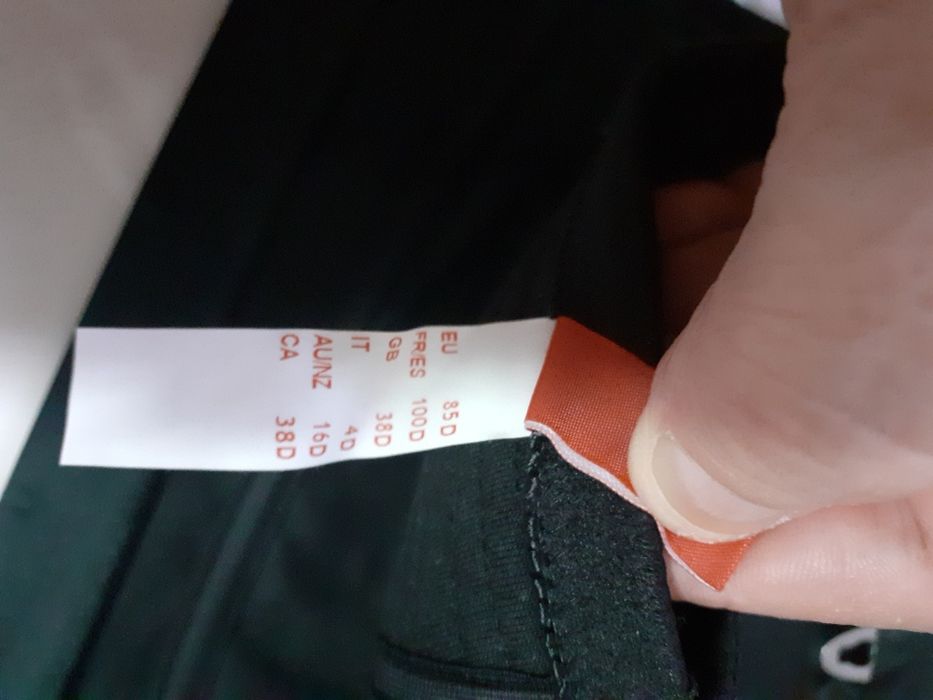 EU 85D
FR/ES 100D
GB 38D
IT 4D
AU/NZ 16D
CA 38D